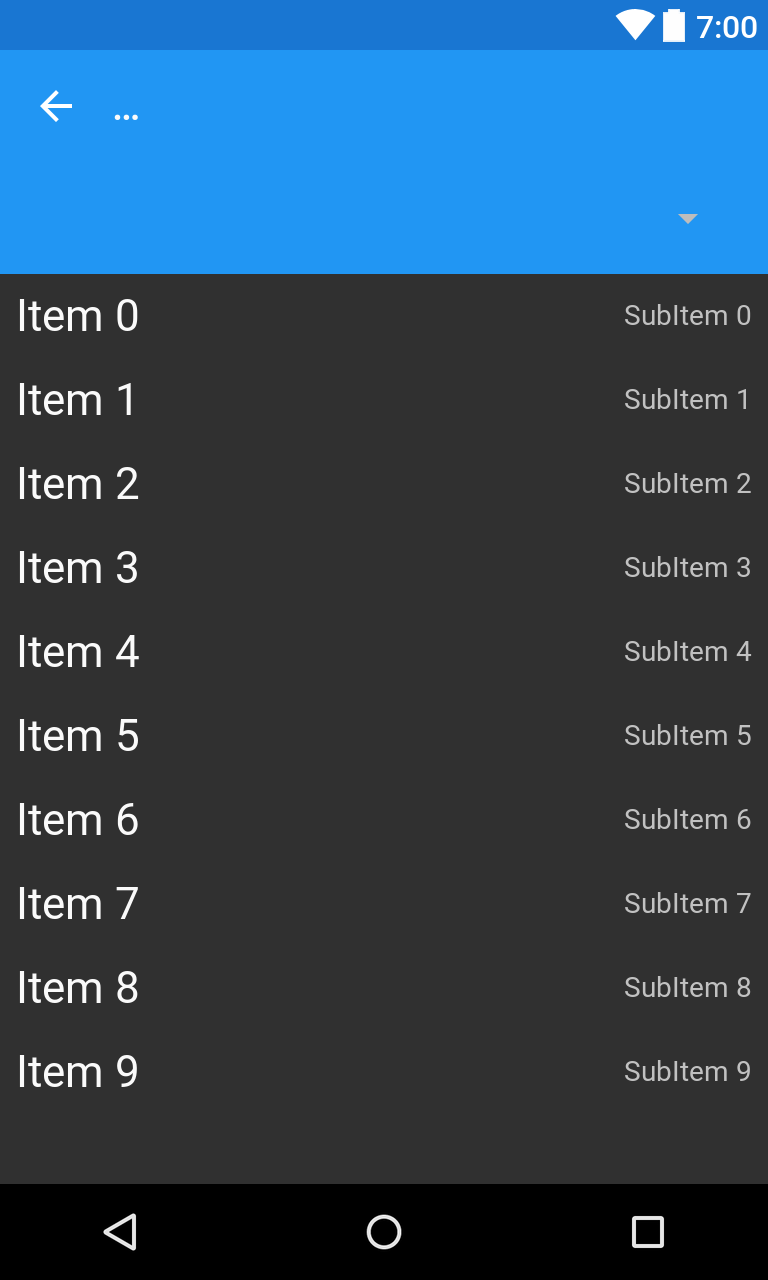 7:00
...
Item 0 SubItem 0
Item 1 SubItem 1
Item 2 SubItem 2
Item 3 SubItem 3
Item 4 SubItem 4
Item 5 SubItem 5
Item 6 SubItem 6
Item 7 SubItem 7
Item 8 SubItem 8
Item 9 SubItem 9